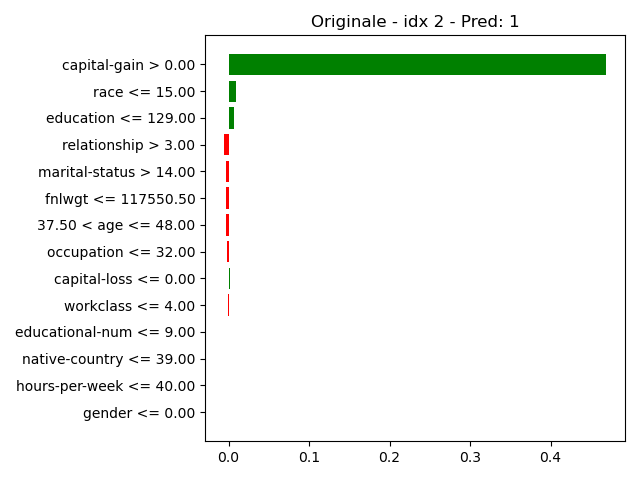 Originale - idx 2 - Pred: 1
capital-gain > 0.00
race <= 15.00
education <= 129.00
relationship > 3.00
marital-status > 14.00
fnlwgt <= 117550.50
37.50 < age <= 48.00
occupation <= 32.00
capital-loss <= 0.00
workclass <= 4.00
educational-num <= 9.00
native-country <= 39.00
hours-per-week <= 40.00
gender <= 0.00
0.0 0.1 0.2 0.3 0.4